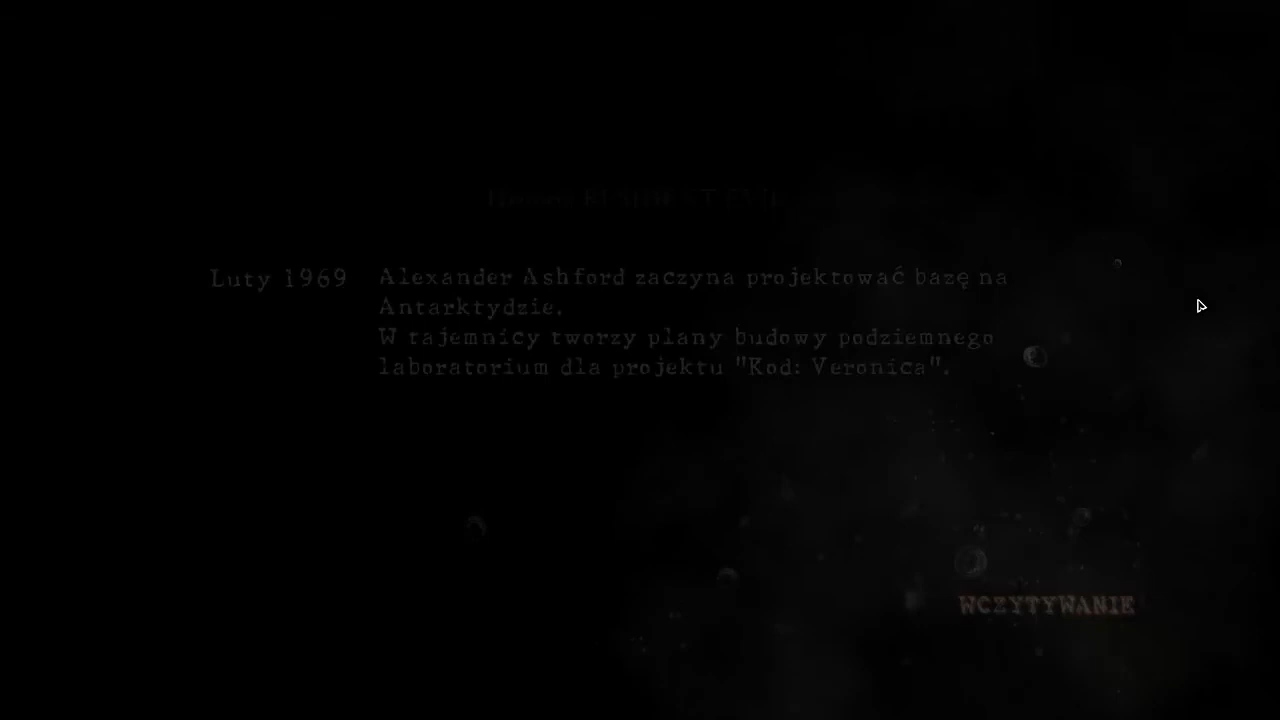 Luty 1969 Alexander Ashford zaczyna projektować bazę na
Antarktydzie.
W tajemnicy tworzy plany budowy podziemnego
laboratorium dla projektu "Kod: Veronica".
WCZYTYWANIE